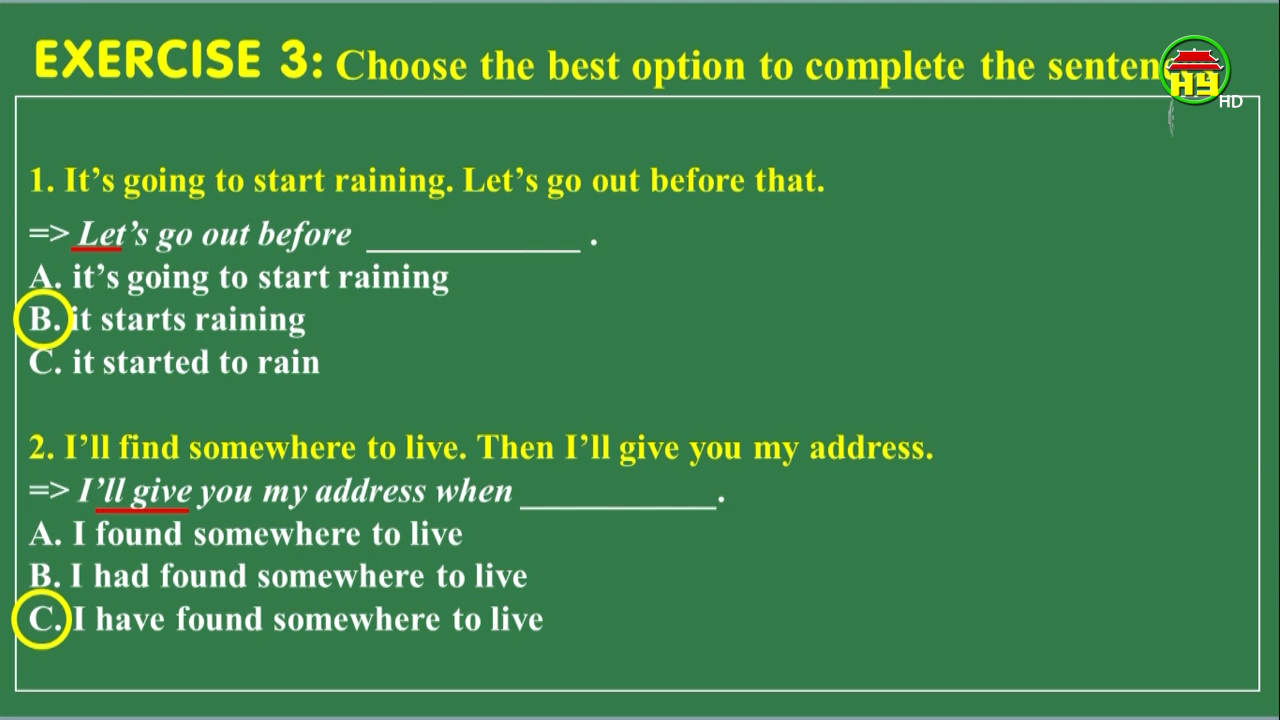 EXERCISE 3: Choose the best option to complete the
HY
HD
1. It’s going to start raining. Let’s go out before that.
=> Let’s go out before _____________ .
A. it’s going to start raining
B. it starts raining
C. it started to rain
2. I’ll find somewhere to live. Then I’ll give you my address.
=> I’ll give you my address when ____________.
A. I found somewhere to live
B. I had found somewhere to live
C. I have found somewhere to live